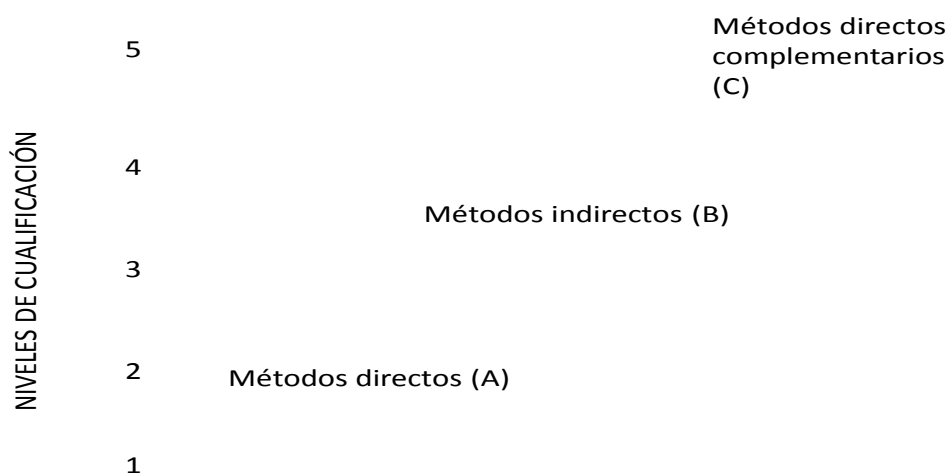 Métodos directos
complementarios
(C)
5
4
Métodos indirectos (B)
3
2
Métodos directos (A)
1
NIVELES DE CUALIFICACIÓN